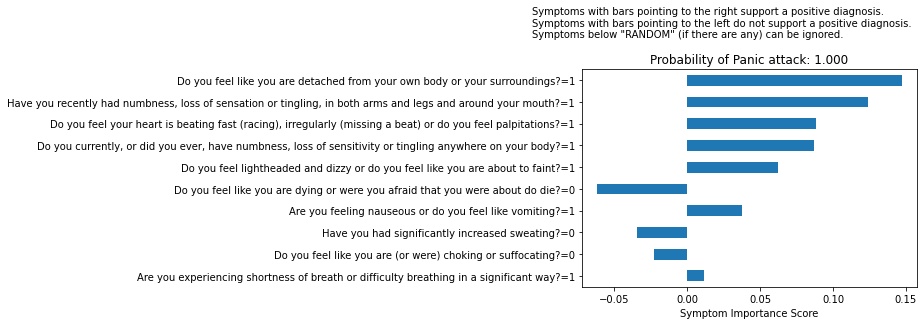 Symptoms with bars pointing to the right support a positive diagnosis.
Symptoms with bars pointing to the left do not support a positive diagnosis.
Symptoms below "RANDOM" (if there are any) can be ignored.
Probability of Panic attack: 1.000
Do you feel like you are detached from your own body or your surroundings?=1
Have you recently had numbness, loss of sensation or tingling, in both arms and legs and around your mouth?=1
Do you feel your heart is beating fast (racing), irregularly (missing a beat) or do you feel palpitations?=1
Do you currently, or did you ever, have numbness, loss of sensitivity or tingling anywhere on your body?=1
Do you feel lightheaded and dizzy or do you feel like you are about to faint?=1
Do you feel like you are dying or were you afraid that you were about do die?=0
Are you feeling nauseous or do you feel like vomiting?=1
Have you had significantly increased sweating?=0
Do you feel like you are (or were) choking or suffocating?=0
Are you experiencing shortness of breath or difficulty breathing in a significant way?=1
−0.05 0.00 0.05 0.10 0.15
Symptom Importance Score